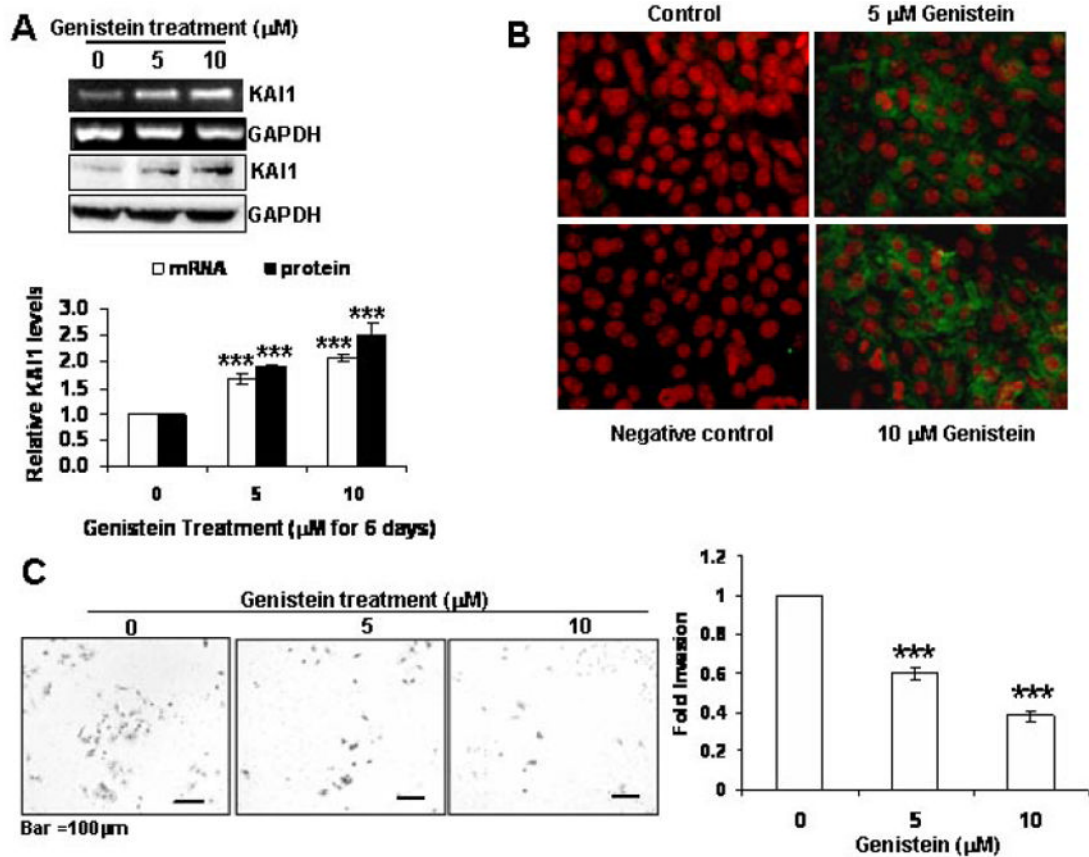 A
Genistein treatment (μM)
0 5 10
KAI1
GAPDH
KAI1
GAPDH
mRNA protein
Relative KAI1 levels
3.0
2.5
2.0
1.5
1.0
0.5
0.0
*** ***
*** ***
0 5 10
Genistein Treatment (μM for 6 days)
B
Control 5 μM Genistein
Negative control 10 μM Genistein
C
Genistein treatment (μM)
0 5 10
Bar =100μm
Fold Invasion
1.2
1
0.8
0.6
0.4
0.2
0
***
***
0 5 10
Genistein (μM)